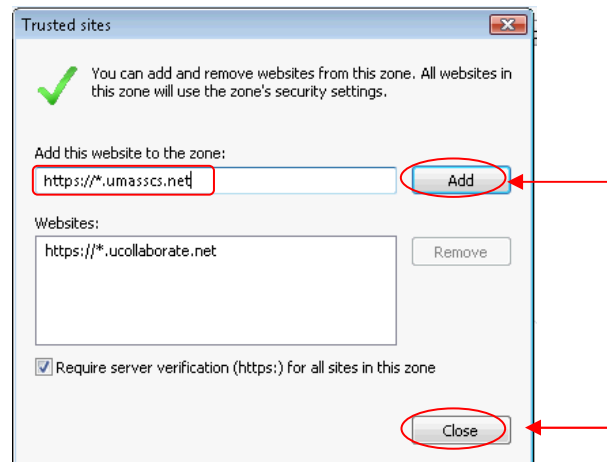 Trusted sites
You can add and remove websites from this zone. All websites in
this zone will use the zone's security settings.
Add this website to the zone:
https://*.umasscs.net
Add
Websites:
https://*.ucollaborate.net
Remove
Require server verification (https:) for all sites in this zone
Close